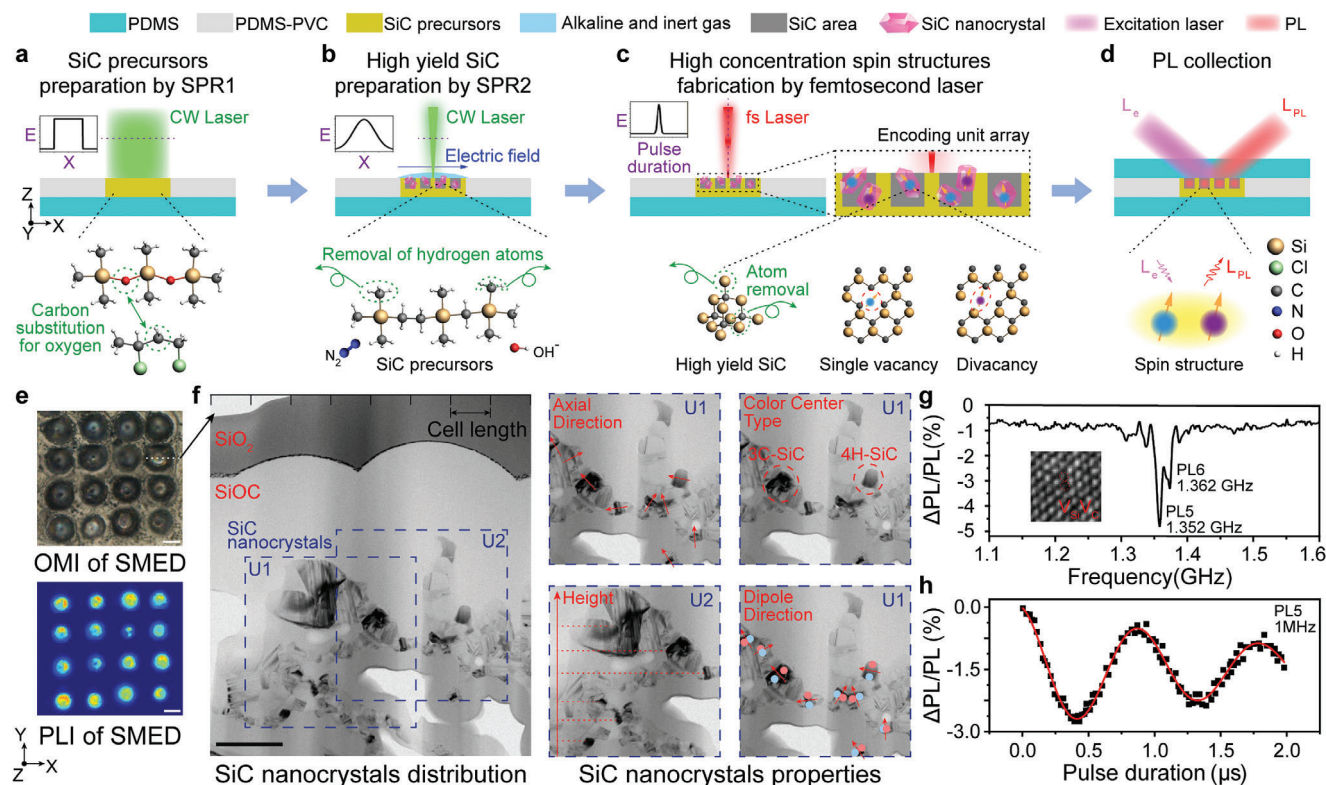 PDMS
PDMS-PVC
SiC precursors
Alkaline and inert gas
SiC area
SiC nanocrystal
Excitation laser
PL
a
SiC precursors
preparation by SPR1
E
X
CW Laser
Z
Y
X
Carbon
substitution
for oxygen
b
High yield SiC
preparation by SPR2
E
X
CW Laser
Electric field
Removal of hydrogen atoms
N2
OH⁻
SiC precursors
c
High concentration spin structures
fabrication by femtosecond laser
E
Pulse
duration
fs Laser
Encoding unit array
Atom
removal
High yield SiC
Single vacancy
Divacancy
d
PL collection
Le
LPL
Le
LPL
Spin structure
Si
Cl
C
N
O
H
e
OMI of SMED
PLI of SMED
Y
Z
X
f
SiO2
Cell length
SiOC
SiC
nanocrystals
U1
U2
SiC nanocrystals distribution
Axial
Direction
U1
Color Center
Type
U1
3C-SiC
4H-SiC
Height
U2
Dipole
Direction
U1
SiC nanocrystals properties
g
ΔPL/PL(%)
0
-1
-2
-3
-4
-5
PL6
1.362 GHz
PL5
1.352 GHz
1.1
1.2
1.3
1.4
1.5
1.6
Frequency(GHz)
h
ΔPL/PL (%)
0.0
-1.5
-3.0
PL5
1MHz
0.0
0.5
1.0
1.5
2.0
Pulse duration (μs)